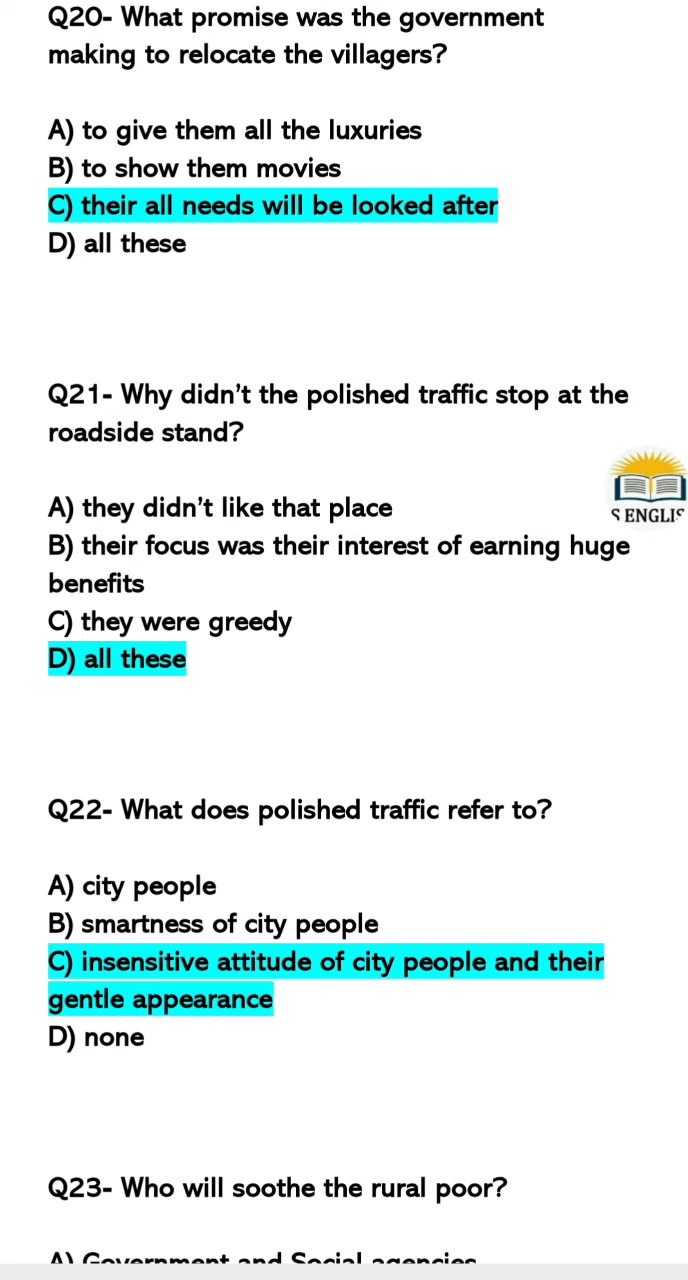 Q20- What promise was the government
making to relocate the villagers?
A) to give them all the luxuries
B) to show them movies
C) their all needs will be looked after
D) all these
Q21- Why didn't the polished traffic stop at the
roadside stand?
A) they didn't like that place
S ENGLIS
B) their focus was their interest of earning huge
benefits
C) they were greedy
D) all these
Q22- What does polished traffic refer to?
A) city people
B) smartness of city people
C) insensitive attitude of city people and their
gentle appearance
D) none
Q23- Who will soothe the rural poor?
A) Government and Social agencies